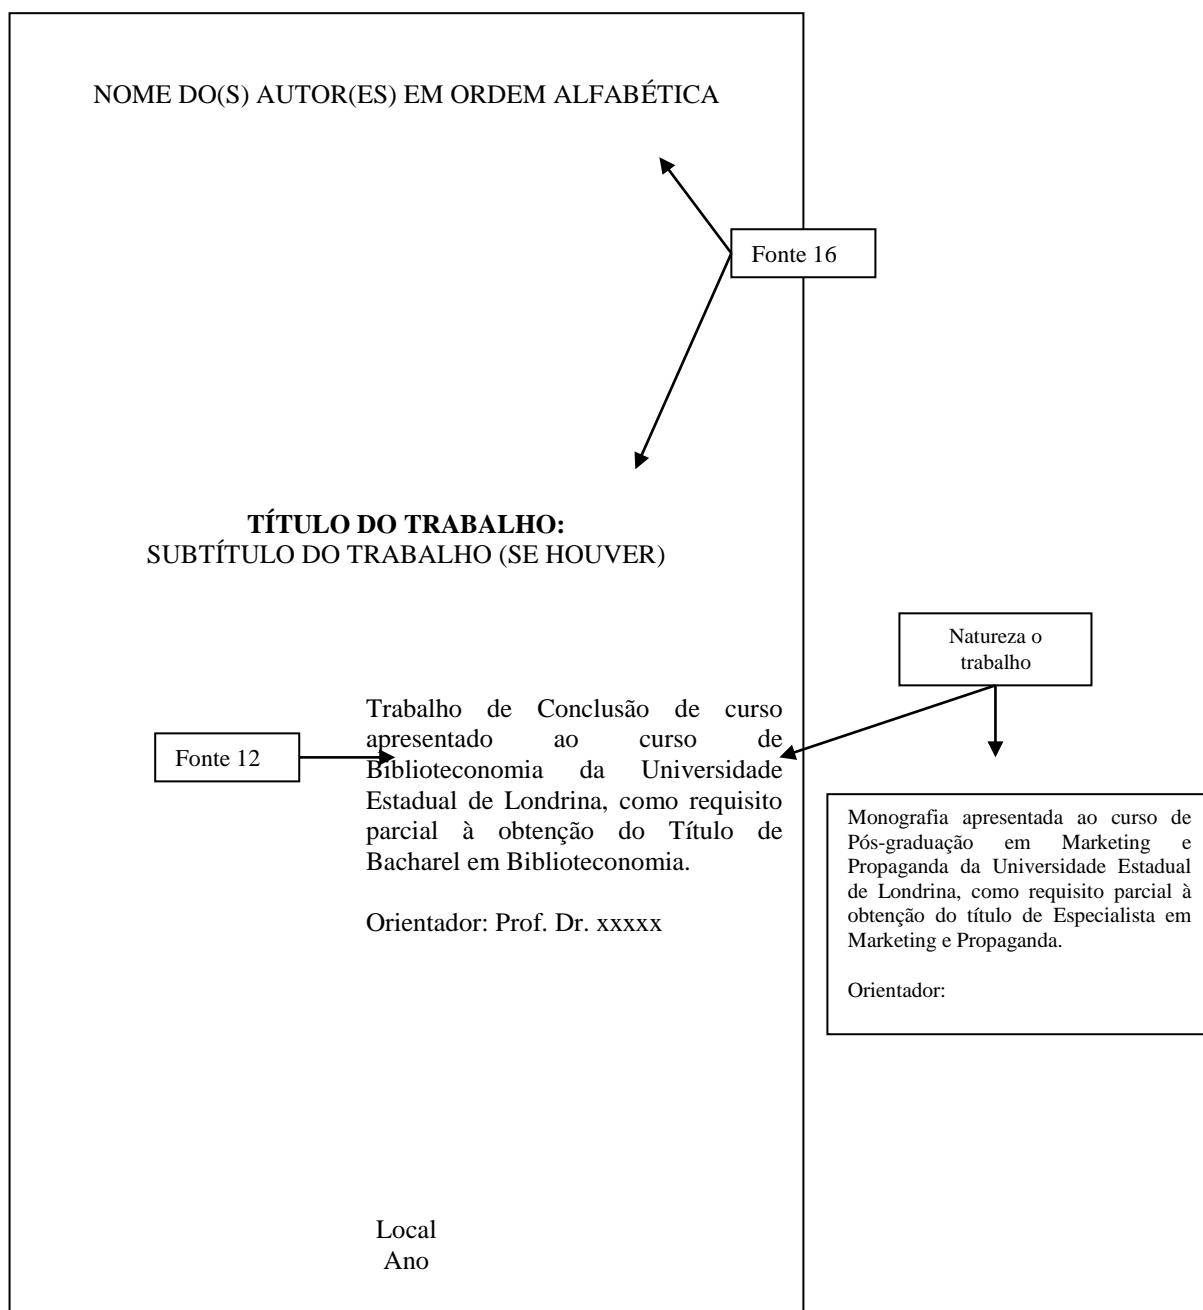 NOME DO(S) AUTOR(ES) EM ORDEM ALFABÉTICA
Fonte 16
TÍTULO DO TRABALHO:
SUBTÍTULO DO TRABALHO (SE HOUVER)
Natureza o
trabalho
Fonte 12
Trabalho de Conclusão de curso
apresentado ao curso de
Biblioteconomia da Universidade
Estadual de Londrina, como requisito
parcial à obtenção do Título de
Bacharel em Biblioteconomia.
Orientador: Prof. Dr. xxxxx
Monografia apresentada ao curso de
Pós-graduação em Marketing e
Propaganda da Universidade Estadual
de Londrina, como requisito parcial à
obtenção do título de Especialista em
Marketing e Propaganda.
Orientador:
Local
Ano